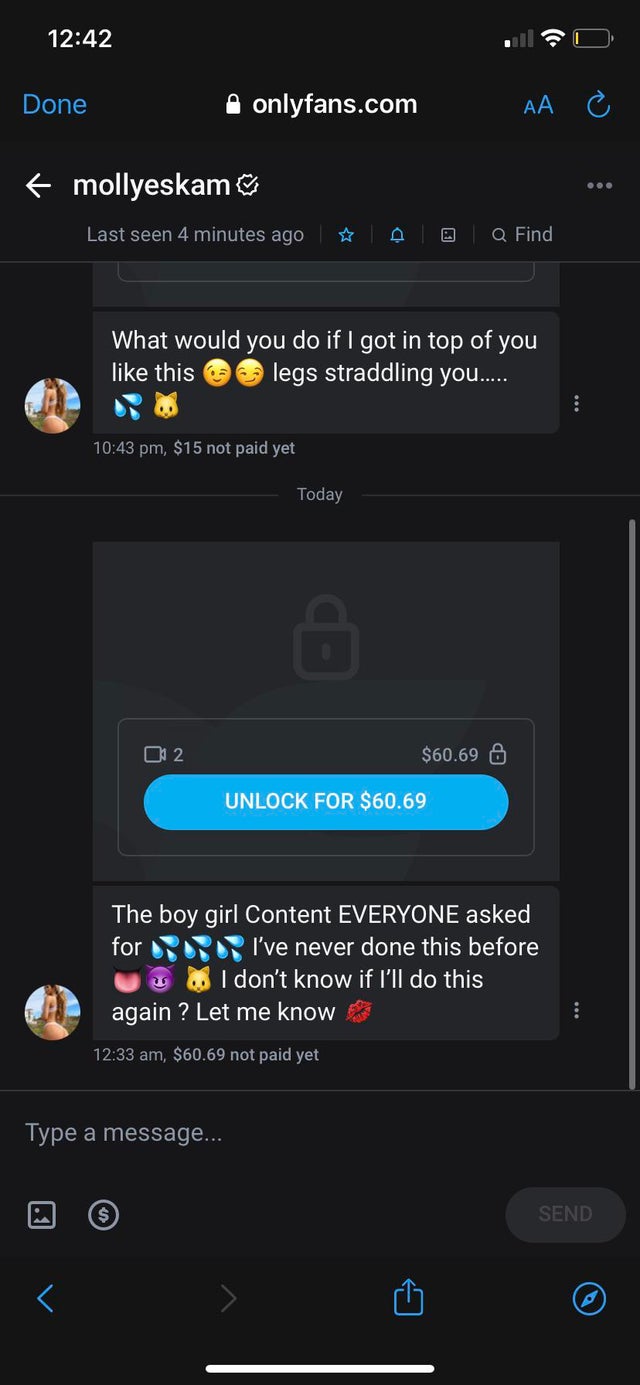 12:42
Done
onlyfans.com
AA
mollyeskam
Last seen 4 minutes ago
Find
What would you do if I got in top of you
like this 😉😏 legs straddling you.....
💦 🐱
10:43 pm, $15 not paid yet
Today
2
$60.69
UNLOCK FOR $60.69
The boy girl Content EVERYONE asked
for 💦💦💦 I've never done this before
👅😈 🐱 I don't know if I'll do this
again ? Let me know 💋
12:33 am, $60.69 not paid yet
Type a message...
SEND